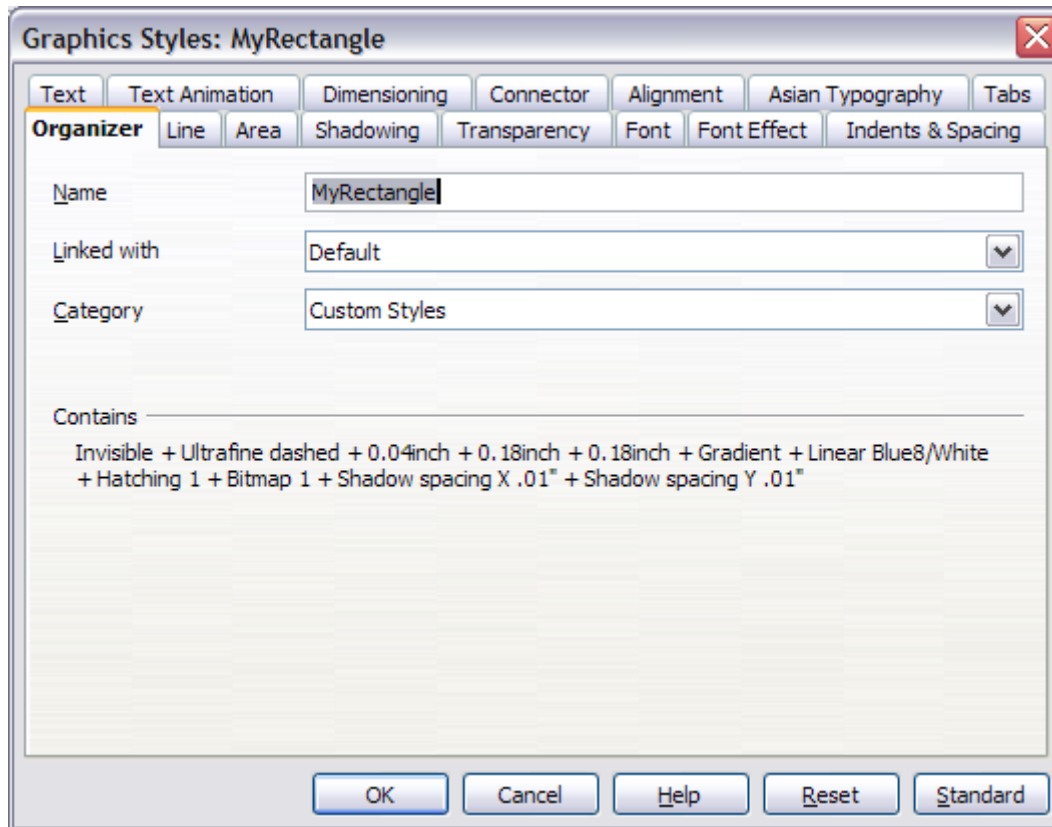 Graphics Styles: MyRectangle
Text Text Animation Dimensioning Connector Alignment Asian Typography Tabs
Organizer Line Area Shadowing Transparency Font Font Effect Indents & Spacing
Name MyRectangle
Linked with Default
Category Custom Styles
Contains
Invisible + Ultrafine dashed + 0.04inch + 0.18inch + 0.18inch + Gradient + Linear Blue8/White
+ Hatching 1 + Bitmap 1 + Shadow spacing X .01" + Shadow spacing Y .01"
OK Cancel Help Reset Standard